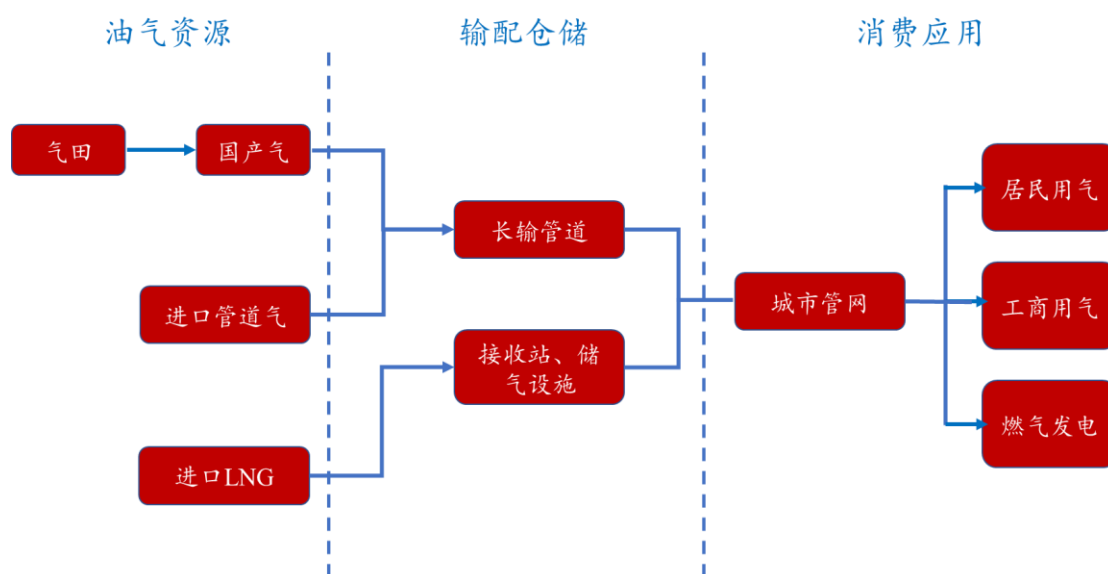 油气资源
输配仓储
消费应用
气田
国产气
进口管道气
进口LNG
长输管道
接收站、储
气设施
城市管网
居民用气
工商用气
燃气发电